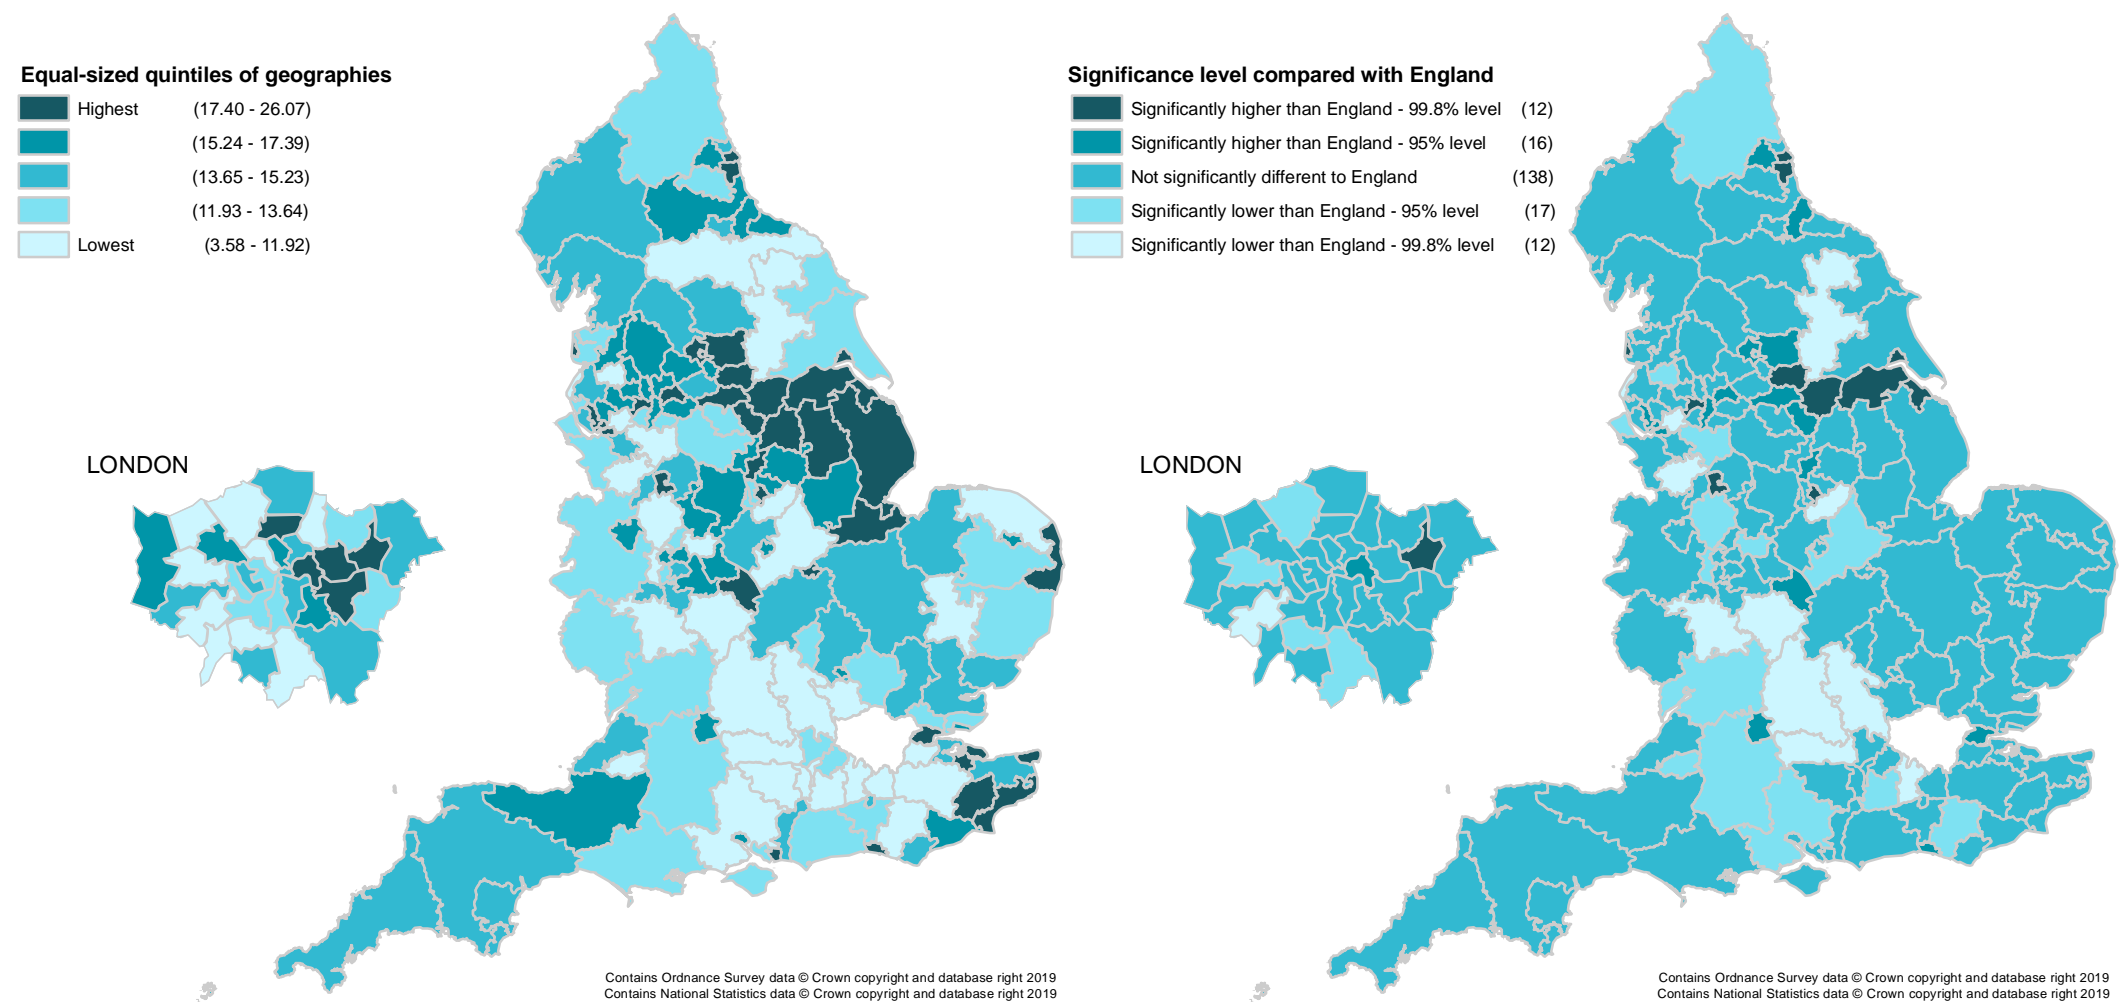 Equal-sized quintiles of geographies
Highest (17.40 - 26.07)
(15.24 - 17.39)
(13.65 - 15.23)
(11.93 - 13.64)
Lowest (3.58 - 11.92)
LONDON
Contains Ordnance Survey data © Crown copyright and database right 2019
Contains National Statistics data © Crown copyright and database right 2019
Significance level compared with England
Significantly higher than England - 99.8% level (12)
Significantly higher than England - 95% level (16)
Not significantly different to England (138)
Significantly lower than England - 95% level (17)
Significantly lower than England - 99.8% level (12)
LONDON
Contains Ordnance Survey data © Crown copyright and database right 2019
Contains National Statistics data © Crown copyright and database right 2019